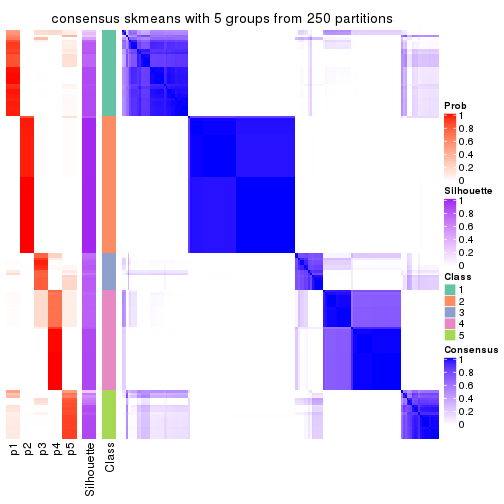 consensus skmeans with 5 groups from 250 partitions
Prob
1
0.8
0.6
0.4
0.2
0
Silhouette
1
0.8
0.6
0.4
0.2
0
Class
1
2
3
4
5
Consensus
1
0.8
0.6
0.4
0.2
0
p1
p2
p3
p4
p5
Silhouette
Class